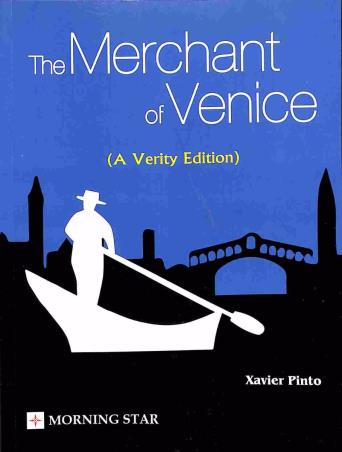 The Merchant
of Venice
(A Verity Edition)
Xavier Pinto
MORNING STAR